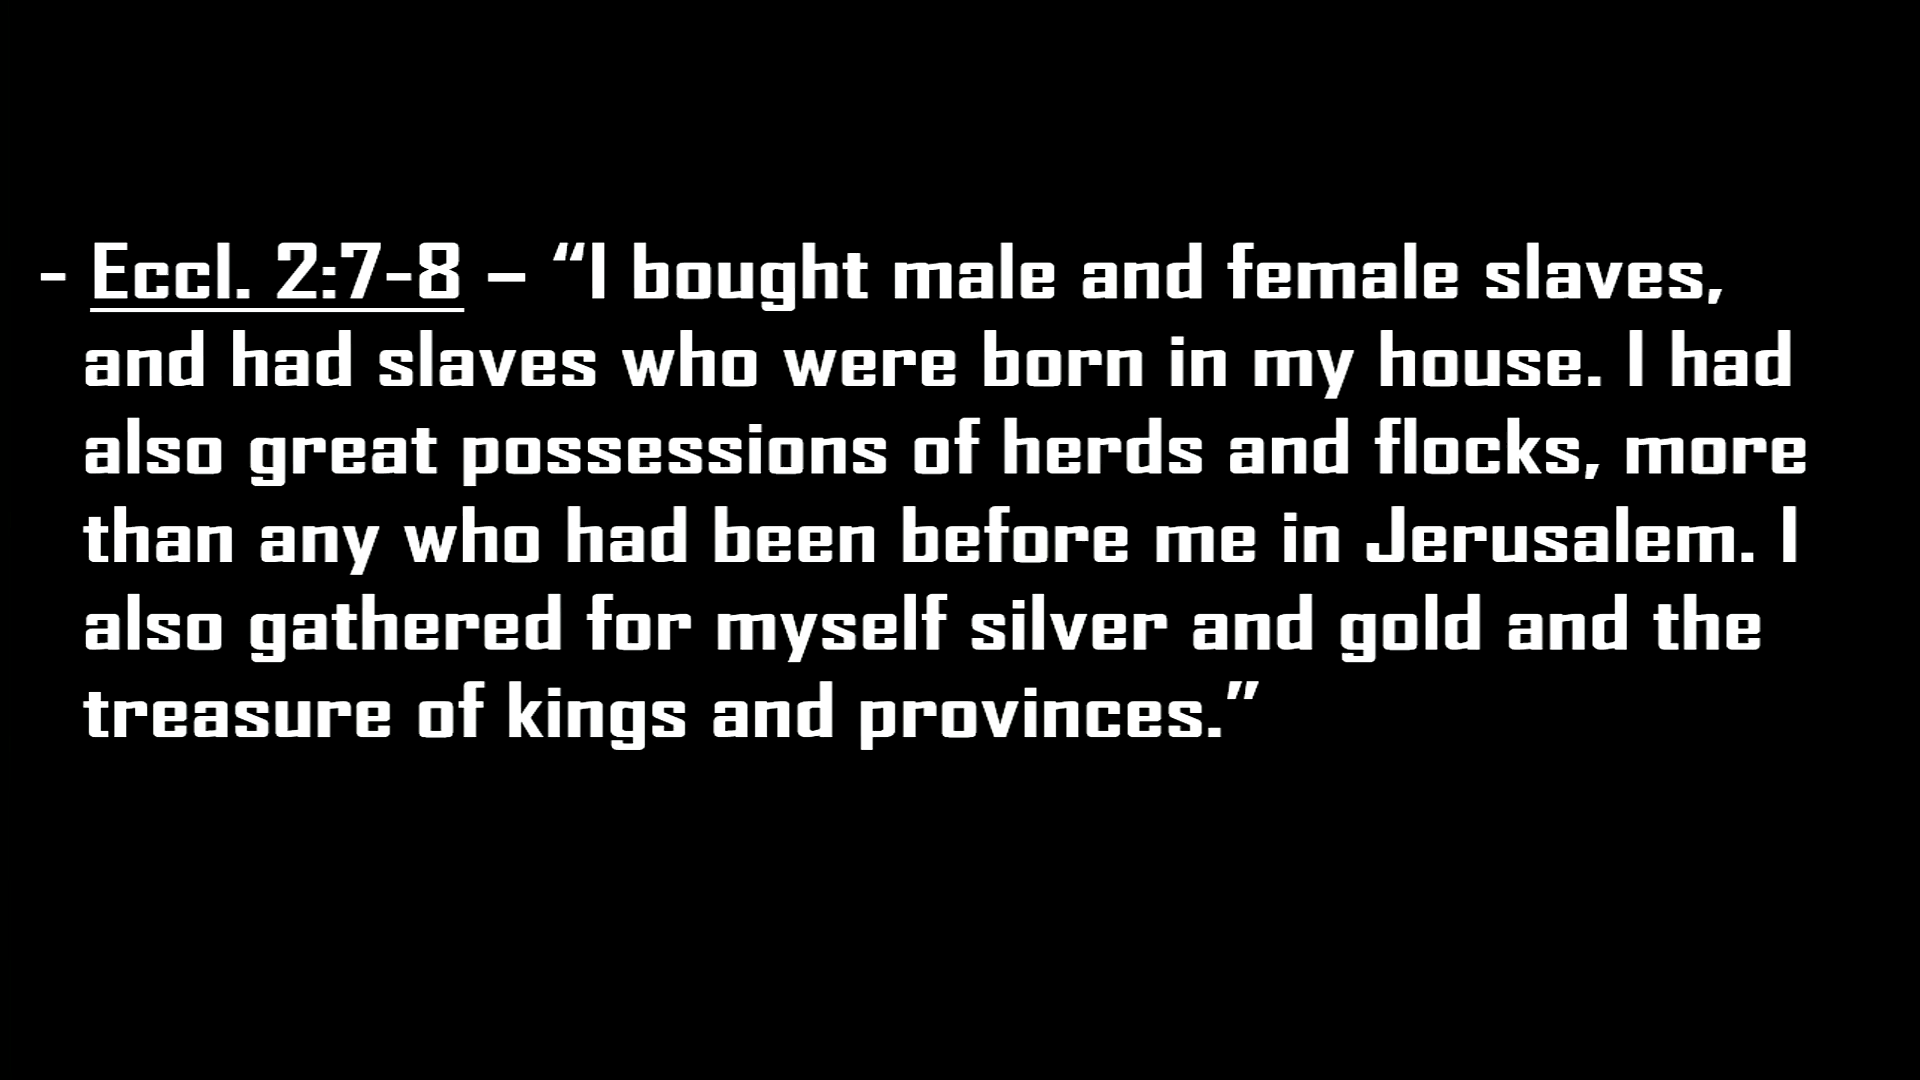 - Eccl. 2:7-8 – “I bought male and female slaves,
and had slaves who were born in my house. I had
also great possessions of herds and flocks, more
than any who had been before me in Jerusalem. I
also gathered for myself silver and gold and the
treasure of kings and provinces.”